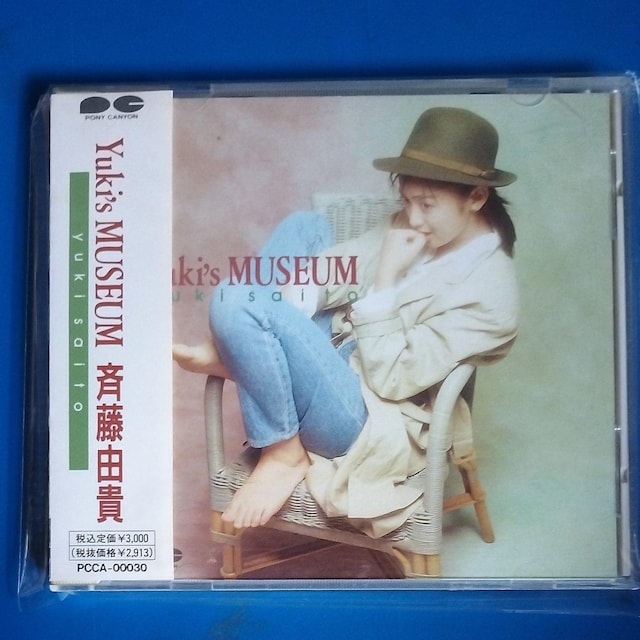 PONY CANYON
Yuki's MUSEUM 斉藤由貴
yuki saito
税込定価¥3,000
(税抜価格¥2,913)
PCCA-00030
uki's MUSEUM
uki saito